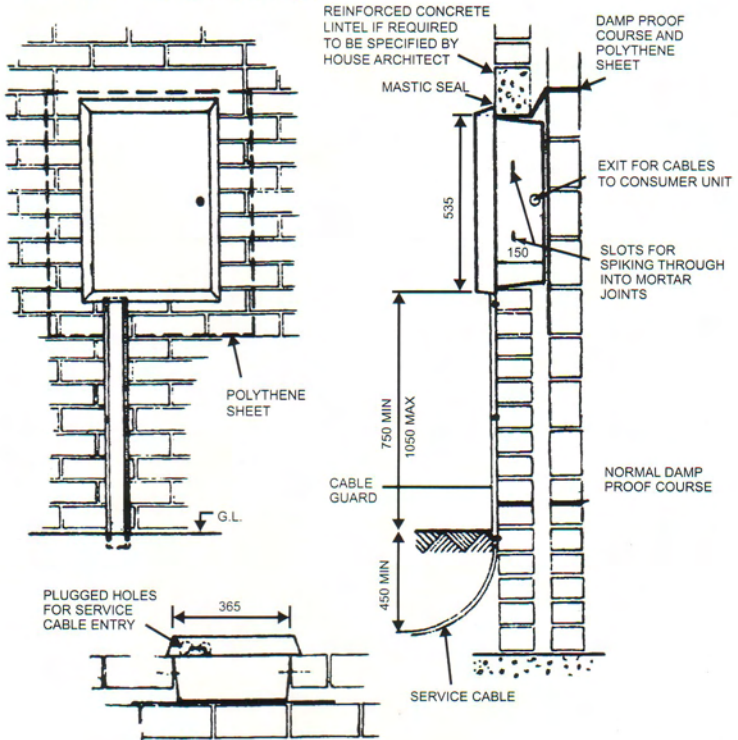 REINFORCED CONCRETE
LINTEL IF REQUIRED
TO BE SPECIFIED BY
HOUSE ARCHITECT
MASTIC SEAL
DAMP PROOF
COURSE AND
POLYTHENE
SHEET
535
EXIT FOR CABLES
TO CONSUMER UNIT
150
SLOTS FOR
SPIKING THROUGH
INTO MORTAR
JOINTS
POLYTHENE
SHEET
750 MIN
1050 MAX
CABLE
GUARD
NORMAL DAMP
PROOF COURSE
G.L.
450 MIN
PLUGGED HOLES
FOR SERVICE
CABLE ENTRY
365
SERVICE CABLE